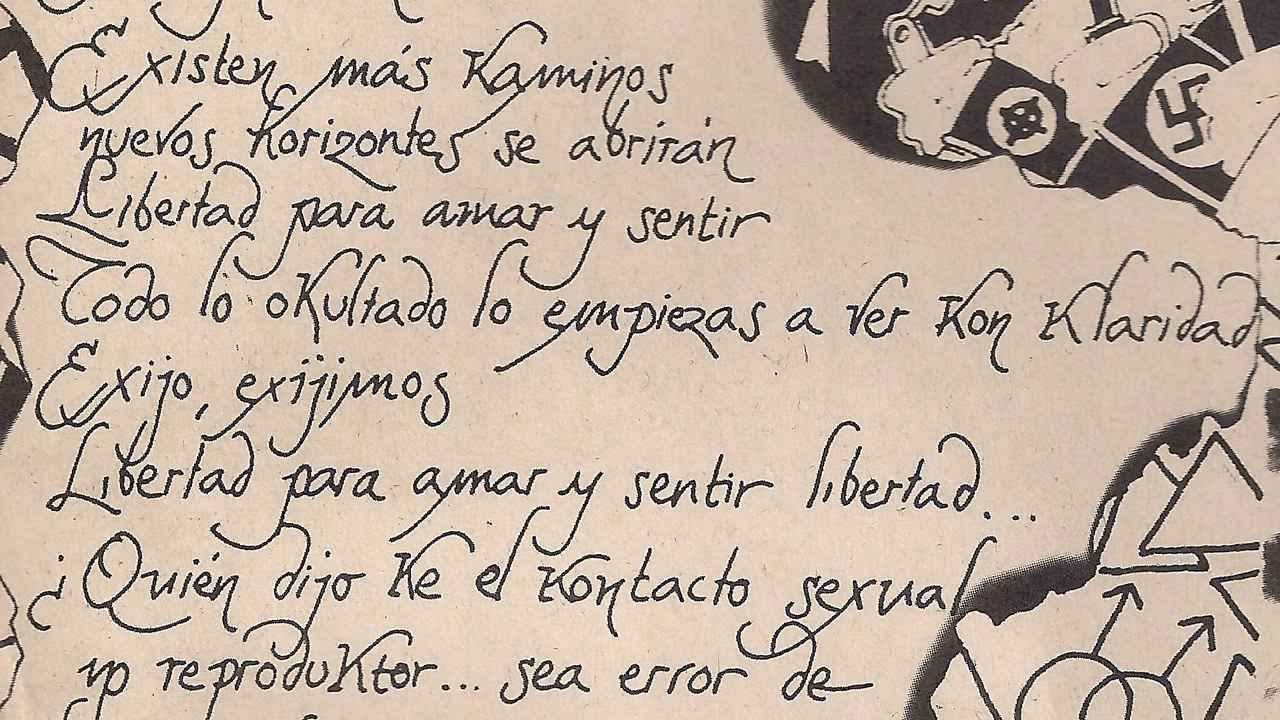 Existen más Kaminos
nuevos horizontes se abrirán
Libertad para amar y sentir
Todo lo oKultado lo empiezas a ver Kon Klaridad
Exijo, exijimos
Libertad para amar y sentir libertad...
¡Quién dijo Ke el Kontacto sexual
no reproduKtor... sea error de